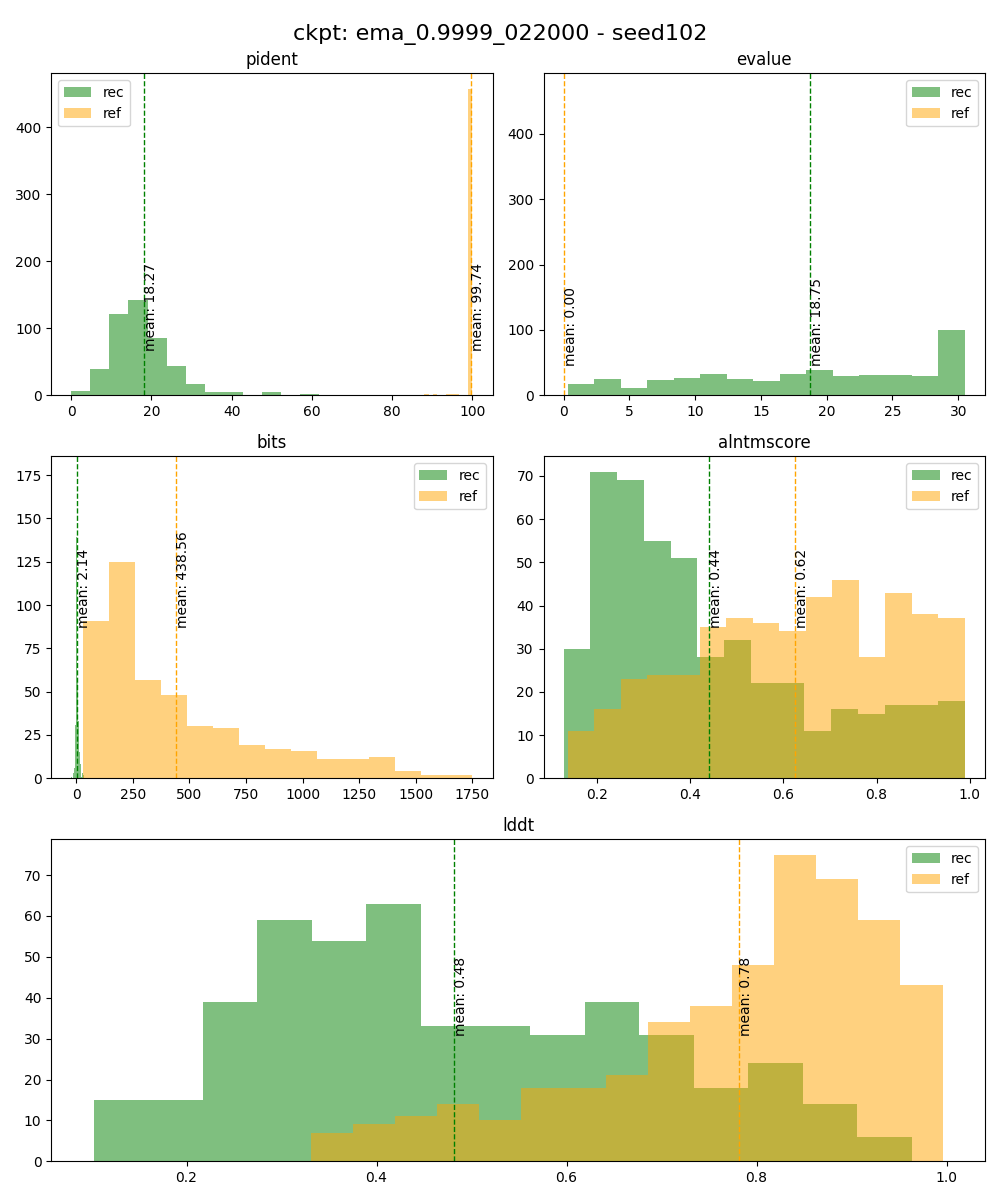 ckpt: ema_0.9999_022000 - seed102
pident
rec
ref
mean: 18.27
mean: 99.74
400
300
200
100
0
0 20 40 60 80 100
evalue
rec
ref
mean: 0.00
mean: 18.75
400
300
200
100
0
0 5 10 15 20 25 30
bits
rec
ref
mean: 2.14
mean: 438.56
175
150
125
100
75
50
25
0
0 250 500 750 1000 1250 1500 1750
alntmscore
rec
ref
mean: 0.44
mean: 0.62
70
60
50
40
30
20
10
0
0.2 0.4 0.6 0.8 1.0
lddt
rec
ref
mean: 0.48
mean: 0.78
70
60
50
40
30
20
10
0
0.2 0.4 0.6 0.8 1.0